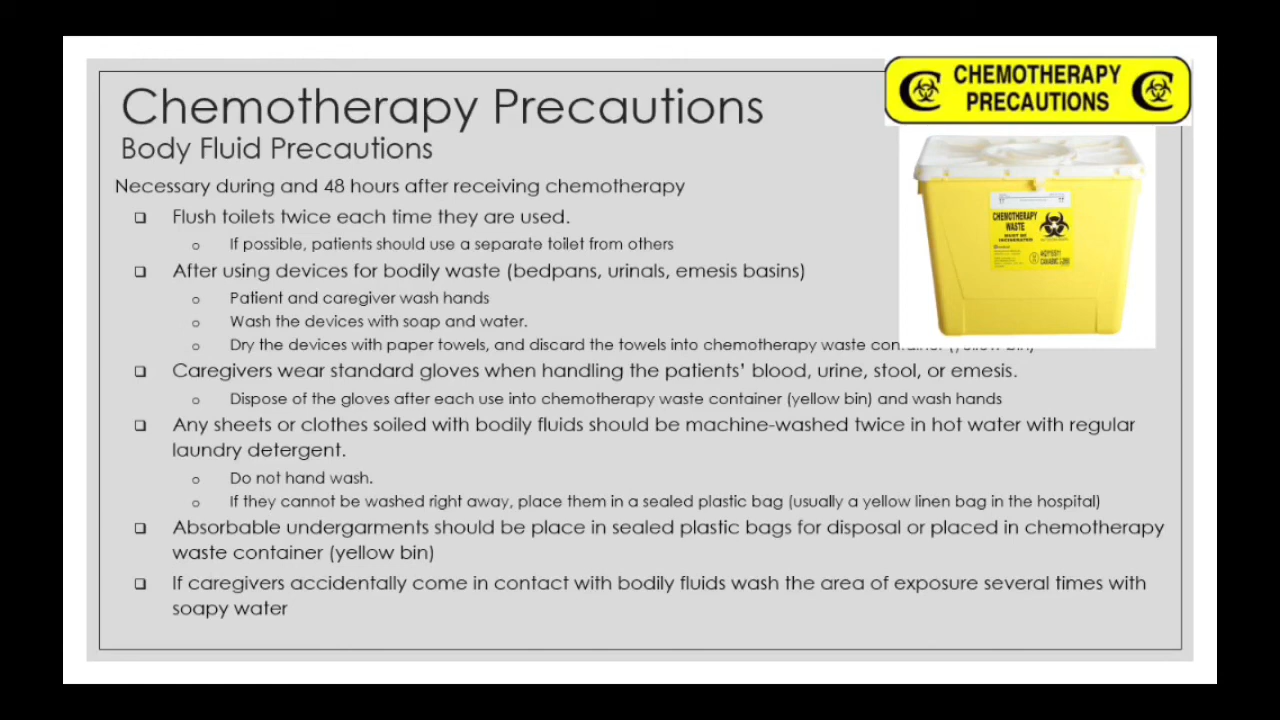 Chemotherapy Precautions
Body Fluid Precautions
CHEMOTHERAPY
PRECAUTIONS
Necessary during and 48 hours after receiving chemotherapy
❑ Flush toilets twice each time they are used.
o If possible, patients should use a separate toilet from others
❑ After using devices for bodily waste (bedpans, urinals, emesis basins)
o Patient and caregiver wash hands
o Wash the devices with soap and water.
o Dry the devices with paper towels, and discard the towels into chemotherapy waste container (yellow bin)
❑ Caregivers wear standard gloves when handling the patients' blood, urine, stool, or emesis.
o Dispose of the gloves after each use into chemotherapy waste container (yellow bin) and wash hands
❑ Any sheets or clothes soiled with bodily fluids should be machine-washed twice in hot water with regular
laundry detergent.
o Do not hand wash.
o If they cannot be washed right away, place them in a sealed plastic bag (usually a yellow linen bag in the hospital)
❑ Absorbable undergarments should be place in sealed plastic bags for disposal or placed in chemotherapy
waste container (yellow bin)
❑ If caregivers accidentally come in contact with bodily fluids wash the area of exposure several times with
soapy water
CHEMOTHERAPY
WASTE
MUST BE
INCINERATED